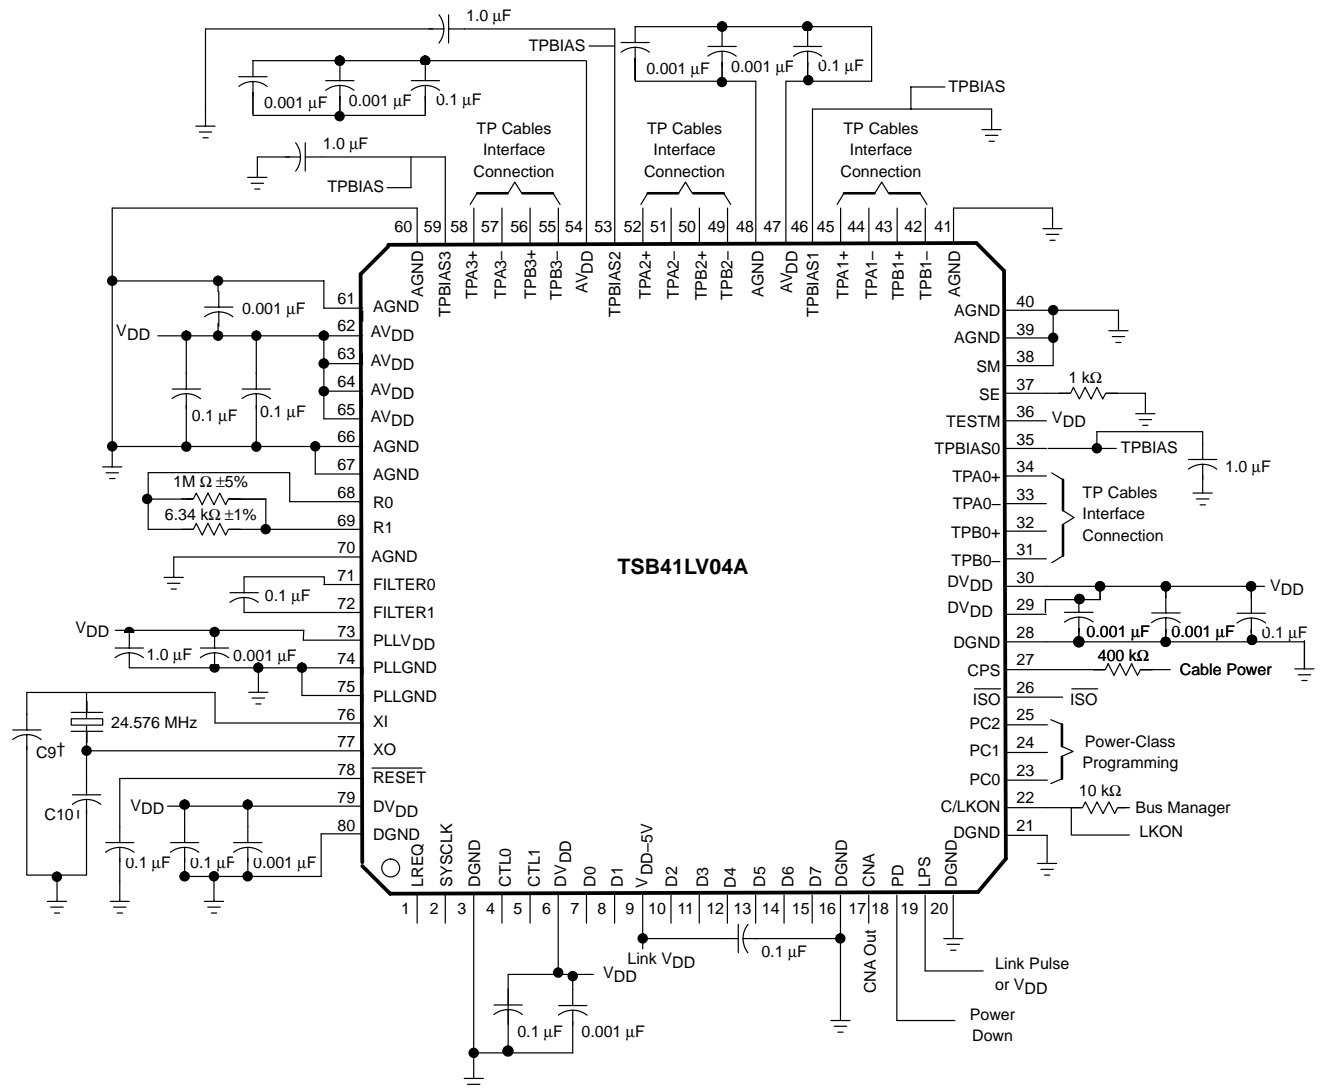 1.0 µF
TPBIAS
0.001 µF 0.001 µF 0.1 µF
0.001 µF 0.001 µF 0.1 µF
TPBIAS
1.0 µF
TPBIAS
TP Cables
Interface
Connection
TP Cables
Interface
Connection
TP Cables
Interface
Connection
60 59 58 57 56 55 54 53 52 51 50 49 48 47 46 45 44 43 42 41
AGND
TPBIAS3
TPA3+
TPA3–
TPB3+
TPB3–
AVDD
TPBIAS2
TPA2+
TPA2–
TPB2+
TPB2–
AGND
AVDD
TPBIAS1
TPA1+
TPA1–
TPB1+
TPB1–
AGND
61 AGND
0.001 µF
VDD
62 AVDD
63 AVDD
64 AVDD
65 AVDD
0.1 µF 0.1 µF
66 AGND
67 AGND
1M Ω ±5%
68 R0
6.34 kΩ ±1%
69 R1
70 AGND
71 FILTER0
0.1 µF
72 FILTER1
VDD
73 PLLVDD
1.0 µF 0.001 µF
74 PLLGND
75 PLLGND
76 XI
24.576 MHz
C9†
77 XO
78 RESET
C10
VDD
79 DVDD
80 DGND
0.1 µF 0.1 µF 0.001 µF
TSB41LV04A
AGND 40
AGND 39
SM 38
SE 37
1 kΩ
TESTM 36 VDD
TPBIAS0 35 TPBIAS
1.0 µF
TPA0+ 34
TPA0– 33
TPB0+ 32
TPB0– 31
TP Cables
Interface
Connection
DVDD 30 VDD
DVDD 29
0.001 µF 0.001 µF 0.1 µF
DGND 28
CPS 27 400 kΩ Cable Power
ISO 26 ISO
PC2 25
PC1 24
PC0 23
Power-Class
Programming
C/LKON 22 10 kΩ Bus Manager
LKON
DGND 21
LREQ
SYSCLK
DGND
CTL0
CTL1
DVDD
D0
D1
VDD–5V
D2
D3
D4
D5
D6
D7
DGND
CNA
PD
LPS
DGND
1 2 3 4 5 6 7 8 9 10 11 12 13 14 15 16 17 18 19 20
Link VDD
0.1 µF
CNA Out
VDD
0.1 µF 0.001 µF
Link Pulse
or VDD
Power
Down